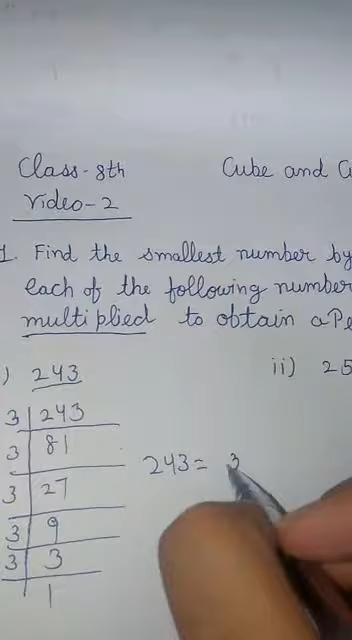 Class-8th
Cube and
Video-2
1. Find the smallest number by
each of the following number
multiplied to obtain a Pe
) 243
ii) 25
3 | 243
3 | 81
3 | 27
3 | 9
3 | 3
1
243 = 3